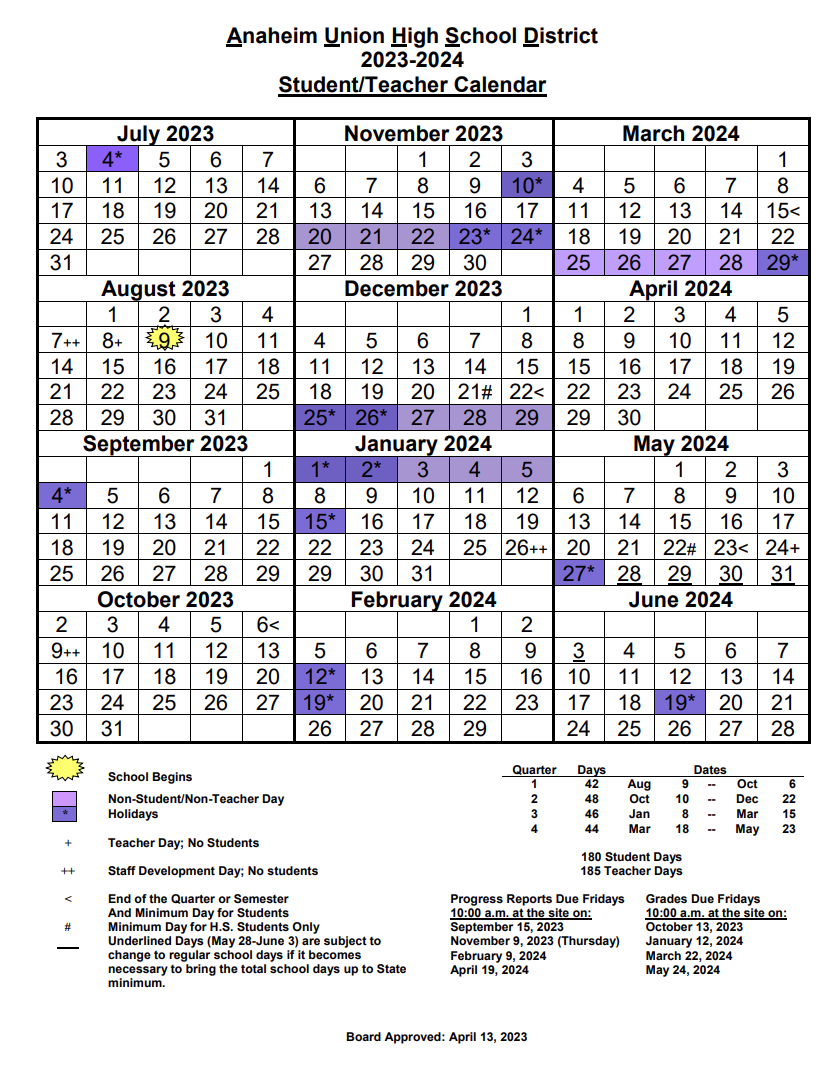 Anaheim Union High School District
2023-2024
Student/Teacher Calendar
July 2023
3 4* 5 6 7
10 11 12 13 14
17 18 19 20 21
24 25 26 27 28
31
August 2023
1 2 3 4
7++ 8+ 9 10 11
14 15 16 17 18
21 22 23 24 25
28 29 30 31
September 2023
1
4* 5 6 7 8
11 12 13 14 15
18 19 20 21 22
25 26 27 28 29
October 2023
2 3 4 5 6<
9++ 10 11 12 13
16 17 18 19 20
23 24 25 26 27
30 31
November 2023
1 2 3
6 7 8 9 10*
13 14 15 16 17
20 21 22 23* 24*
27 28 29 30
December 2023
1
4 5 6 7 8
11 12 13 14 15
18 19 20 21# 22<
25* 26* 27 28 29
January 2024
1* 2* 3 4 5
8 9 10 11 12
15* 16 17 18 19
22 23 24 25 26++
29 30 31
February 2024
1 2
5 6 7 8 9
12* 13 14 15 16
19* 20 21 22 23
26 27 28 29
March 2024
1
4 5 6 7 8
11 12 13 14 15<
18 19 20 21 22
25 26 27 28 29*
April 2024
1 2 3 4 5
8 9 10 11 12
15 16 17 18 19
22 23 24 25 26
29 30
May 2024
1 2 3
6 7 8 9 10
13 14 15 16 17
20 21 22# 23< 24+
27* 28 29 30 31
June 2024
3 4 5 6 7
10 11 12 13 14
17 18 19* 20 21
24 25 26 27 28
School Begins
Non-Student/Non-Teacher Day
* Holidays
+ Teacher Day; No Students
++ Staff Development Day; No students
< End of the Quarter or Semester
And Minimum Day for Students
# Minimum Day for H.S. Students Only
Underlined Days (May 28-June 3) are subject to
change to regular school days if it becomes
necessary to bring the total school days up to State
minimum.
Quarter Days Dates
1 42 Aug 9 -- Oct 6
2 48 Oct 10 -- Dec 22
3 46 Jan 8 -- Mar 15
4 44 Mar 18 -- May 23
180 Student Days
185 Teacher Days
Progress Reports Due Fridays
10:00 a.m. at the site on:
September 15, 2023
November 9, 2023 (Thursday)
February 9, 2024
April 19, 2024
Grades Due Fridays
10:00 a.m. at the site on:
October 13, 2023
January 12, 2024
March 22, 2024
May 24, 2024
Board Approved: April 13, 2023